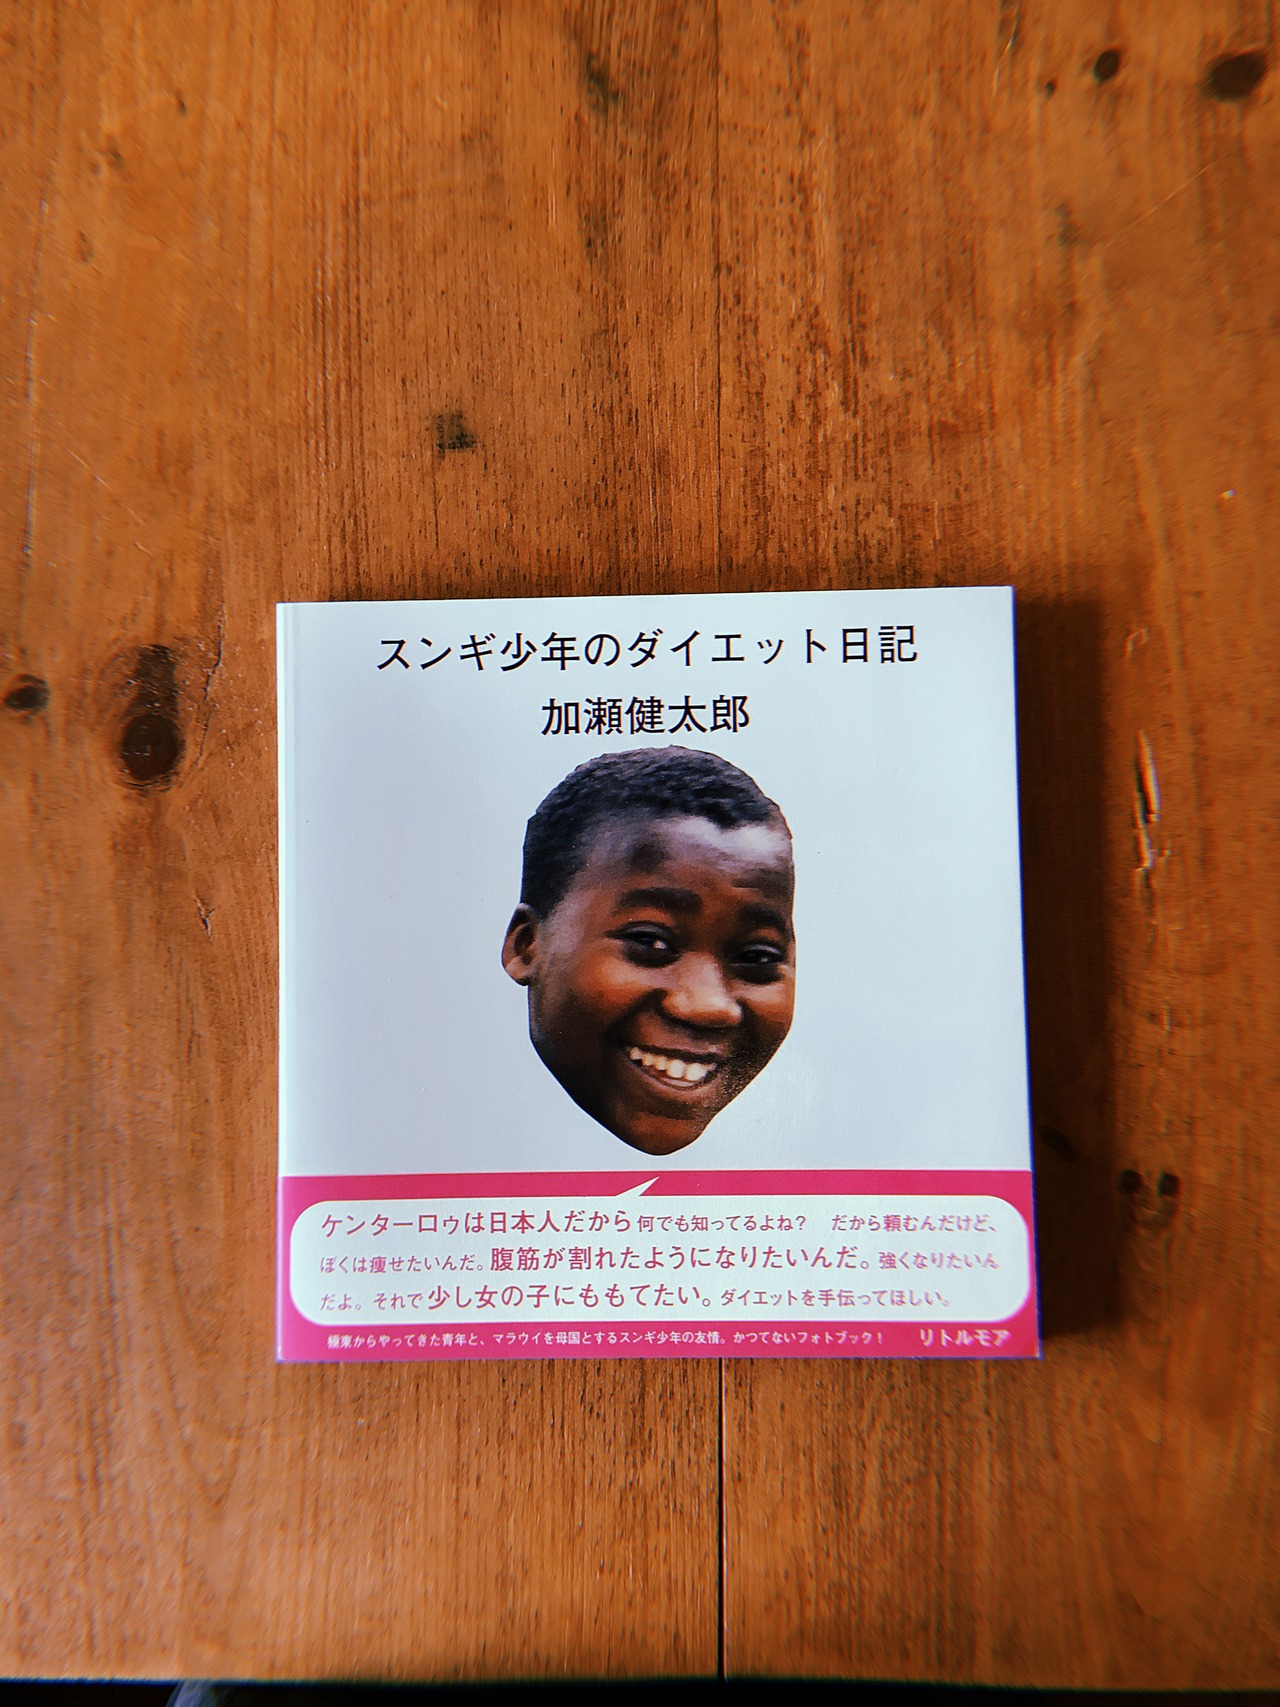 スンギ少年のダイエット日記
加瀬健太郎
ケンターロゥは日本人だから何でも知ってるよね？　だから頼むんだけど、
ぼくは痩せたいんだ。腹筋が割れたようになりたいんだ。強くなりたいん
だよ。それで少し女の子にももてたい。ダイエットを手伝ってほしい。
極東からやってきた青年と、マラウイを母国とするスンギ少年の友情。かつてないフォトブック！　リトルモア